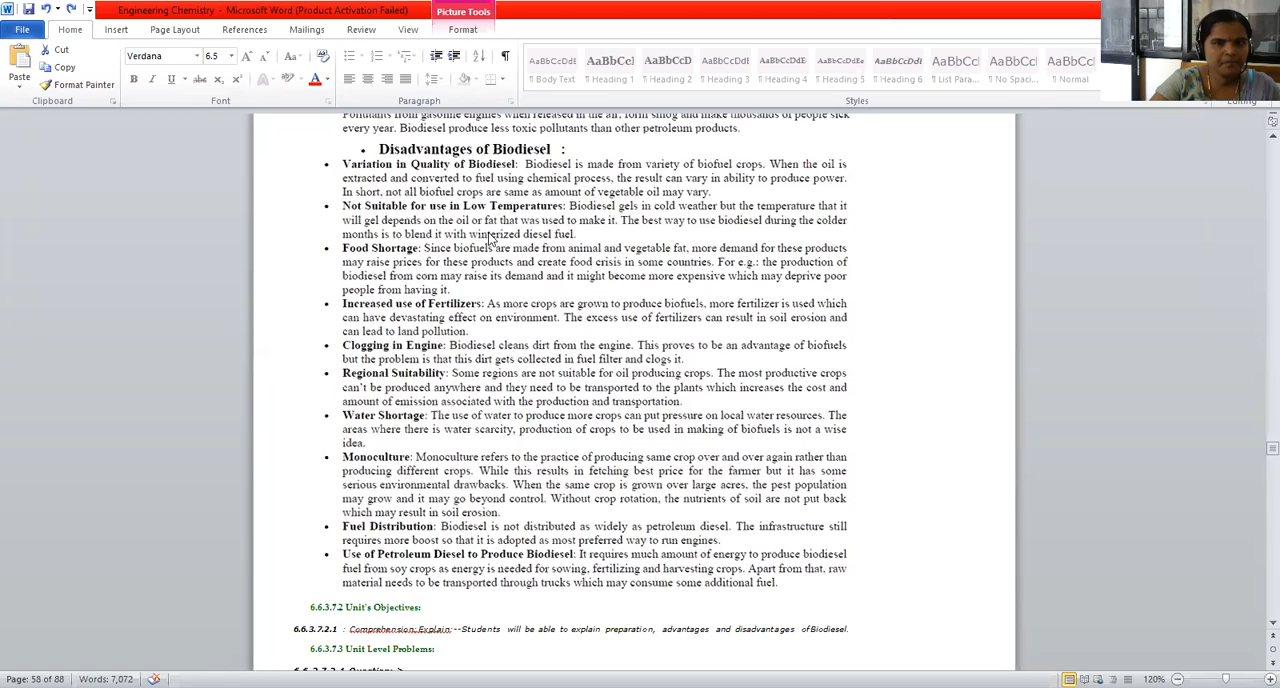 Engineering Chemistry - Microsoft Word (Product Activation Failed)
Picture Tools
File Home Insert Page Layout References Mailings Review View Format
Cut
Copy
Format Painter
Paste
Verdana 6.5
Clipboard Font Paragraph Styles Editing
AaBbCcDdE AaBbCcI AaBbCcD AaBbCcDdI AaBbCcDdE AaBbCcDdEe AaBbCcDdi AaBbCcI AaBbCcI AaBbCcI
¶ Body Text ¶ Heading 1 ¶ Heading 2 ¶ Heading 3 ¶ Heading 4 ¶ Heading 5 ¶ Heading 6 ¶ List Para... ¶ No Spaci... ¶ Normal
Pollutants from gasoline engines when released in the air, form smog and make thousands of people sick
every year. Biodiesel produce less toxic pollutants than other petroleum products.
• Disadvantages of Biodiesel :
• Variation in Quality of Biodiesel: Biodiesel is made from variety of biofuel crops. When the oil is
extracted and converted to fuel using chemical process, the result can vary in ability to produce power.
In short, not all biofuel crops are same as amount of vegetable oil may vary.
• Not Suitable for use in Low Temperatures: Biodiesel gels in cold weather but the temperature that it
will gel depends on the oil or fat that was used to make it. The best way to use biodiesel during the colder
months is to blend it with winterized diesel fuel.
• Food Shortage: Since biofuels are made from animal and vegetable fat, more demand for these products
may raise prices for these products and create food crisis in some countries. For e.g.: the production of
biodiesel from corn may raise its demand and it might become more expensive which may deprive poor
people from having it.
• Increased use of Fertilizers: As more crops are grown to produce biofuels, more fertilizer is used which
can have devastating effect on environment. The excess use of fertilizers can result in soil erosion and
can lead to land pollution.
• Clogging in Engine: Biodiesel cleans dirt from the engine. This proves to be an advantage of biofuels
but the problem is that this dirt gets collected in fuel filter and clogs it.
• Regional Suitability: Some regions are not suitable for oil producing crops. The most productive crops
can't be produced anywhere and they need to be transported to the plants which increases the cost and
amount of emission associated with the production and transportation.
• Water Shortage: The use of water to produce more crops can put pressure on local water resources. The
areas where there is water scarcity, production of crops to be used in making of biofuels is not a wise
idea.
• Monoculture: Monoculture refers to the practice of producing same crop over and over again rather than
producing different crops. While this results in fetching best price for the farmer but it has some
serious environmental drawbacks. When the same crop is grown over large acres, the pest population
may grow and it may go beyond control. Without crop rotation, the nutrients of soil are not put back
which may result in soil erosion.
• Fuel Distribution: Biodiesel is not distributed as widely as petroleum diesel. The infrastructure still
requires more boost so that it is adopted as most preferred way to run engines.
• Use of Petroleum Diesel to Produce Biodiesel: It requires much amount of energy to produce biodiesel
fuel from soy crops as energy is needed for sowing, fertilizing and harvesting crops. Apart from that, raw
material needs to be transported through trucks which may consume some additional fuel.
6.6.3.7.2 Unit's Objectives:
6.6.3.7.2.1 : Comprehension;Explain;--Students will be able to explain preparation, advantages and disadvantages ofBiodiesel.
6.6.3.7.3 Unit Level Problems:
Page: 58 of 88 Words: 7,072 120%